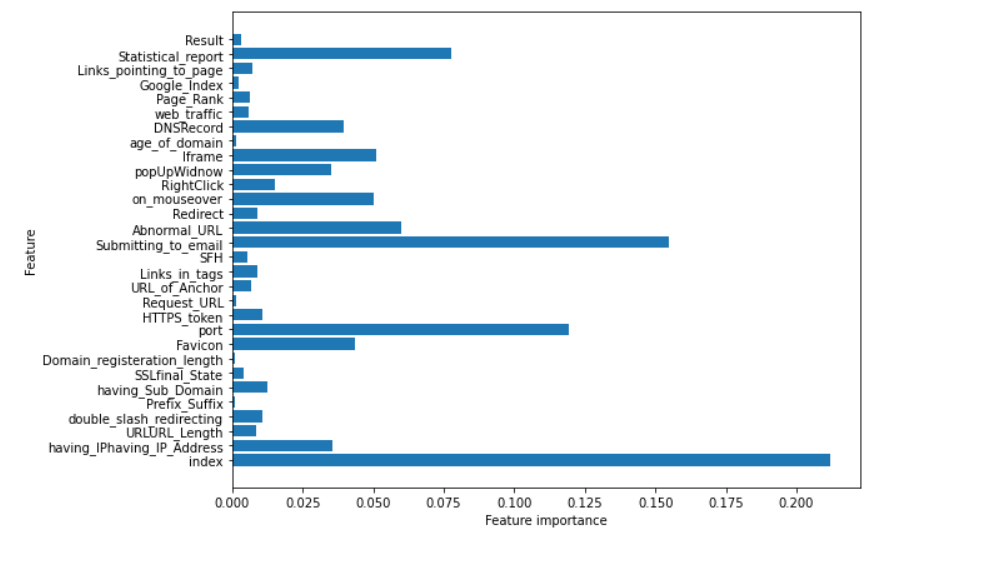 Result
Statistical_report
Links_pointing_to_page
Google_Index
Page_Rank
web_traffic
DNSRecord
age_of_domain
Iframe
popUpWidnow
RightClick
on_mouseover
Redirect
Abnormal_URL
Submitting_to_email
SFH
Links_in_tags
URL_of_Anchor
Request_URL
HTTPS_token
port
Favicon
Domain_registeration_length
SSLfinal_State
having_Sub_Domain
Prefix_Suffix
double_slash_redirecting
URLURL_Length
having_IPhaving_IP_Address
index
Feature
0.000 0.025 0.050 0.075 0.100 0.125 0.150 0.175 0.200
Feature importance